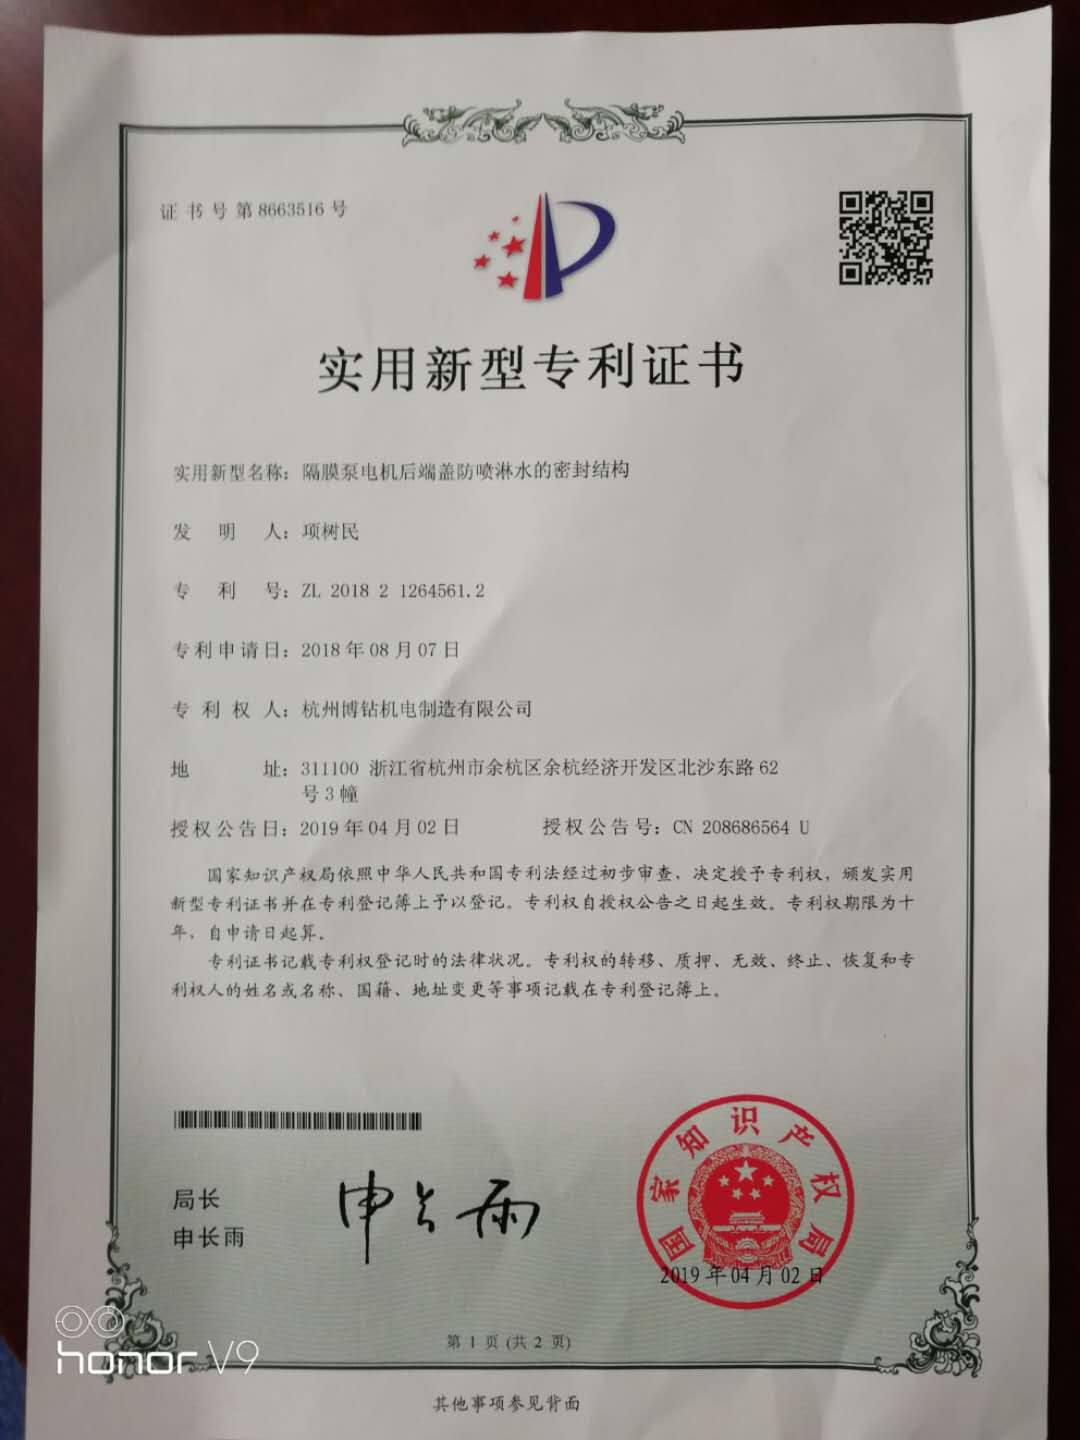 证书号第8663516号
实用新型专利证书
实用新型名称：隔膜泵电机后端盖防喷淋水的密封结构
发明人：项树民
专利号：ZL 2018 2 1264561.2
专利申请日：2018年08月07日
专利权人：杭州博钻机电制造有限公司
地址：311100 浙江省杭州市余杭区余杭经济开发区北沙东路62
号3幢
授权公告日：2019年04月02日 授权公告号：CN 208686564 U
国家知识产权局依照中华人民共和国专利法经过初步审查，决定授予专利权，颁发实用
新型专利证书并在专利登记簿上予以登记。专利权自授权公告之日起生效。专利权期限为十
年，自申请日起算。
专利证书记载专利权登记时的法律状况。专利权的转移、质押、无效、终止、恢复和专
利权人的姓名或名称、国籍、地址变更等事项记载在专利登记簿上。
局长
申长雨
申长雨
国家知识产权局
2019年04月02日
第 1 页 (共 2 页)
honor V9
其他事项参见背面